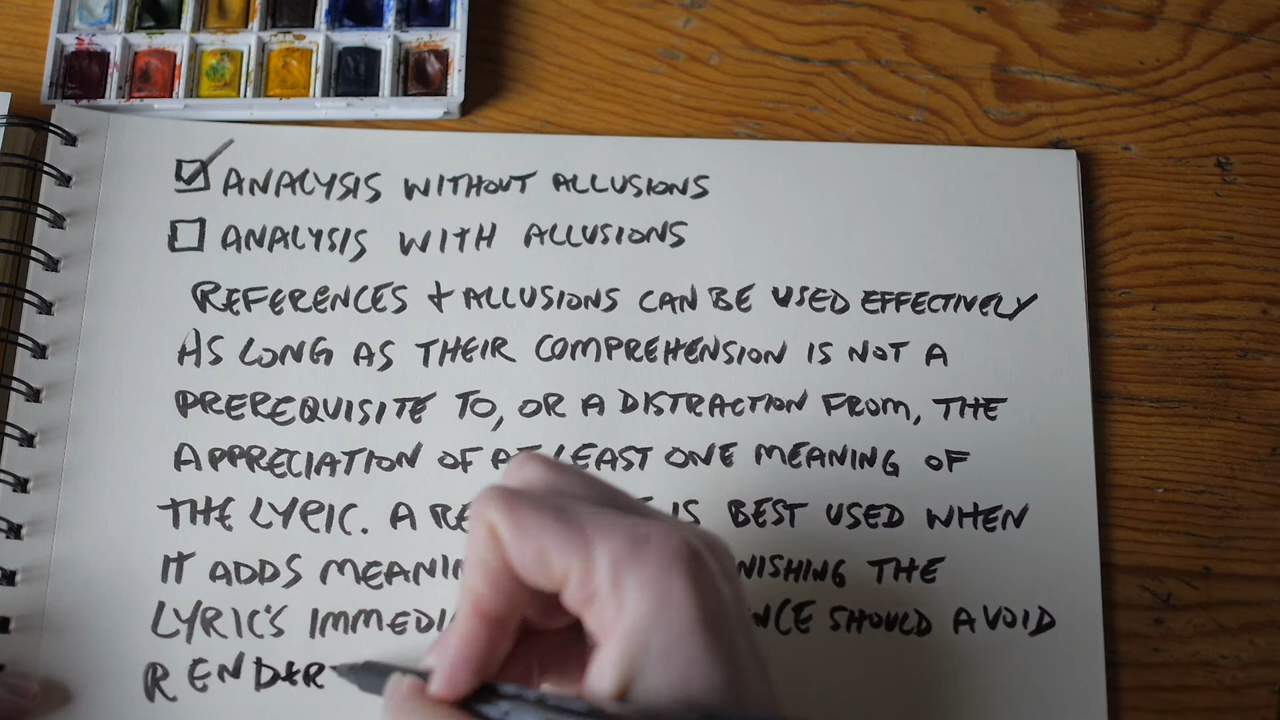 ANALYSIS WITHOUT ALLUSIONS
ANALYSIS WITH ALLUSIONS
REFERENCES + ALLUSIONS CAN BE USED EFFECTIVELY
AS LONG AS THEIR COMPREHENSION IS NOT A
PREREQUISITE TO, OR A DISTRACTION FROM, THE
APPRECIATION OF AT LEAST ONE MEANING OF
THE LYRIC. A IS BEST USED WHEN
IT ADDS THE
LYRIC'S SHOULD AVOID
RENDER